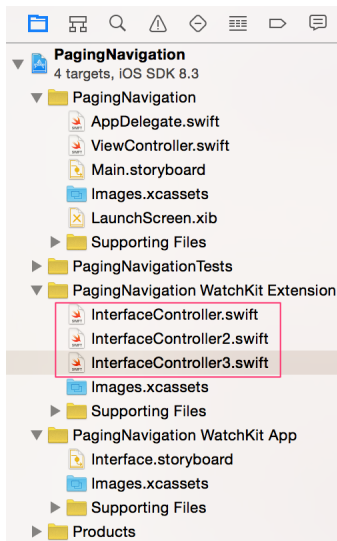 PagingNavigation
4 targets, iOS SDK 8.3
PagingNavigation
AppDelegate.swift
ViewController.swift
Main.storyboard
Images.xcassets
LaunchScreen.xib
Supporting Files
PagingNavigationTests
PagingNavigation WatchKit Extension
InterfaceController.swift
InterfaceController2.swift
InterfaceController3.swift
Images.xcassets
Supporting Files
PagingNavigation WatchKit App
Interface.storyboard
Images.xcassets
Supporting Files
Products